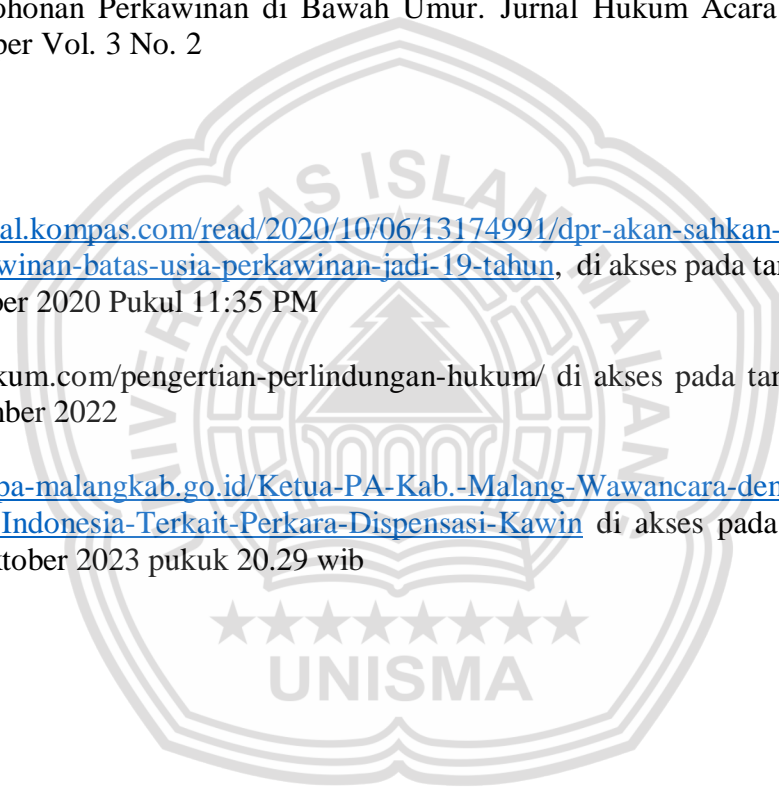 ohonan Perkawinan di Bawah Umur. Jurnal Hukum Acara
ber Vol. 3 No. 2
al.kompas.com/read/2020/10/06/13174991/dpr-akan-sahkan-
winan-batas-usia-perkawinan-jadi-19-tahun, di akses pada tan
ber 2020 Pukul 11:35 PM
kum.com/pengertian-perlindungan-hukum/ di akses pada tan
nber 2022
pa-malangkab.go.id/Ketua-PA-Kab.-Malang-Wawancara-den
Indonesia-Terkait-Perkara-Dispensasi-Kawin di akses pada
ktober 2023 pukuk 20.29 wib
UNIVERSITAS ISLAM MALANG
UNISMA